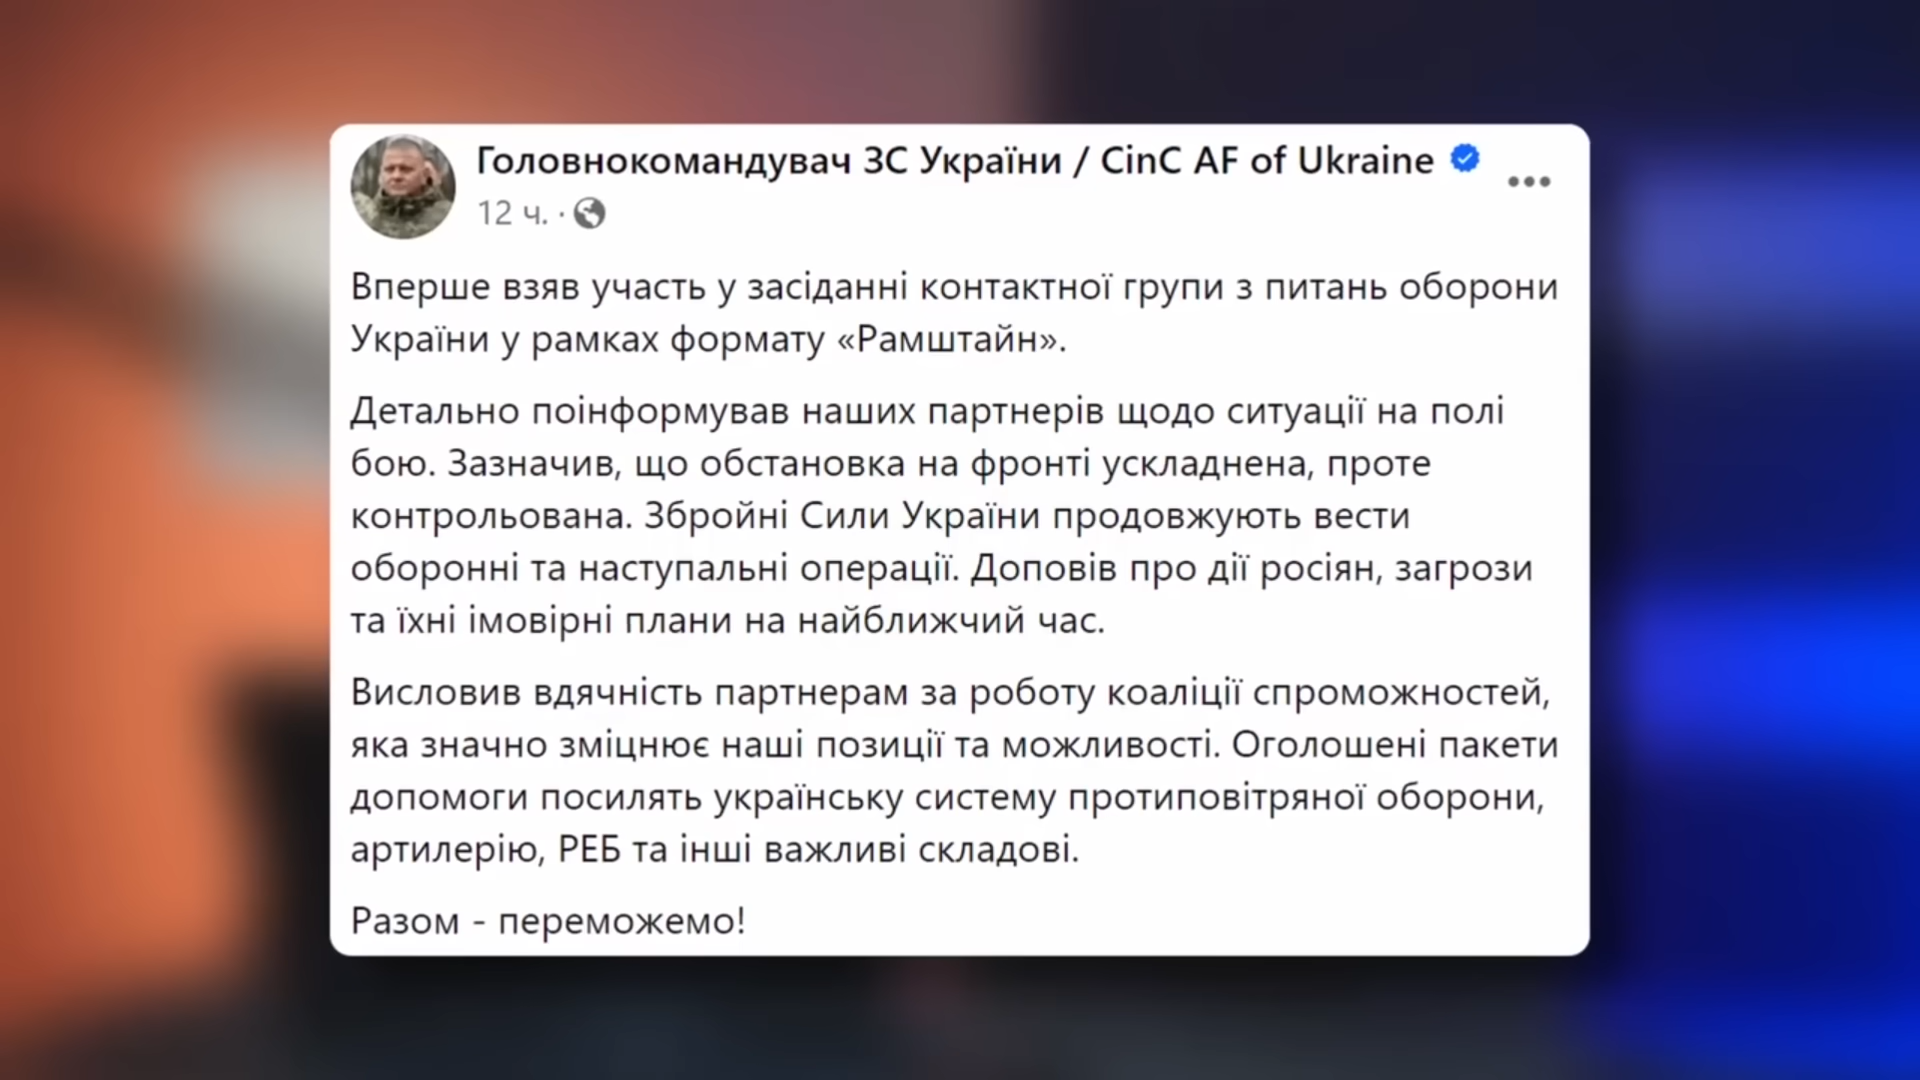 Головнокомандувач ЗС України / CinC AF of Ukraine
12 ч. ·
Вперше взяв участь у засіданні контактної групи з питань оборони
України у рамках формату «Рамштайн».
Детально поінформував наших партнерів щодо ситуації на полі
бою. Зазначив, що обстановка на фронті ускладнена, проте
контрольована. Збройні Сили України продовжують вести
оборонні та наступальні операції. Доповів про дії росіян, загрози
та їхні імовірні плани на найближчий час.
Висловив вдячність партнерам за роботу коаліції спроможностей,
яка значно зміцнює наші позиції та можливості. Оголошені пакети
допомоги посилять українську систему протиповітряної оборони,
артилерію, РЕБ та інші важливі складові.
Разом - переможемо!